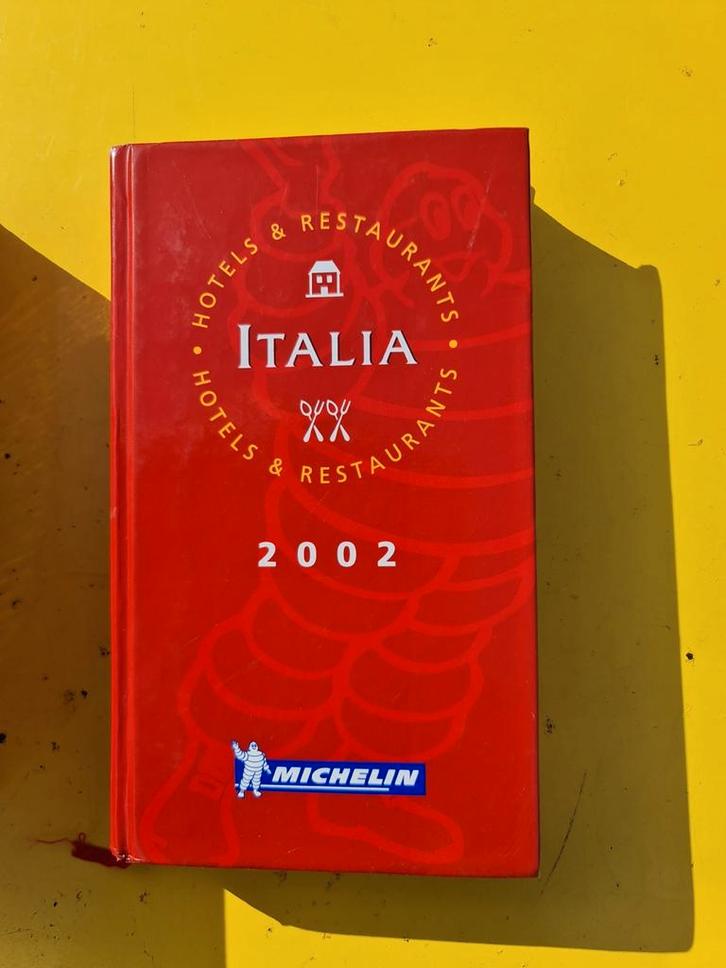 • HOTELS & RESTAURANTS •
ITALIA
HOTELS & RESTAURANTS
2002
MICHELIN